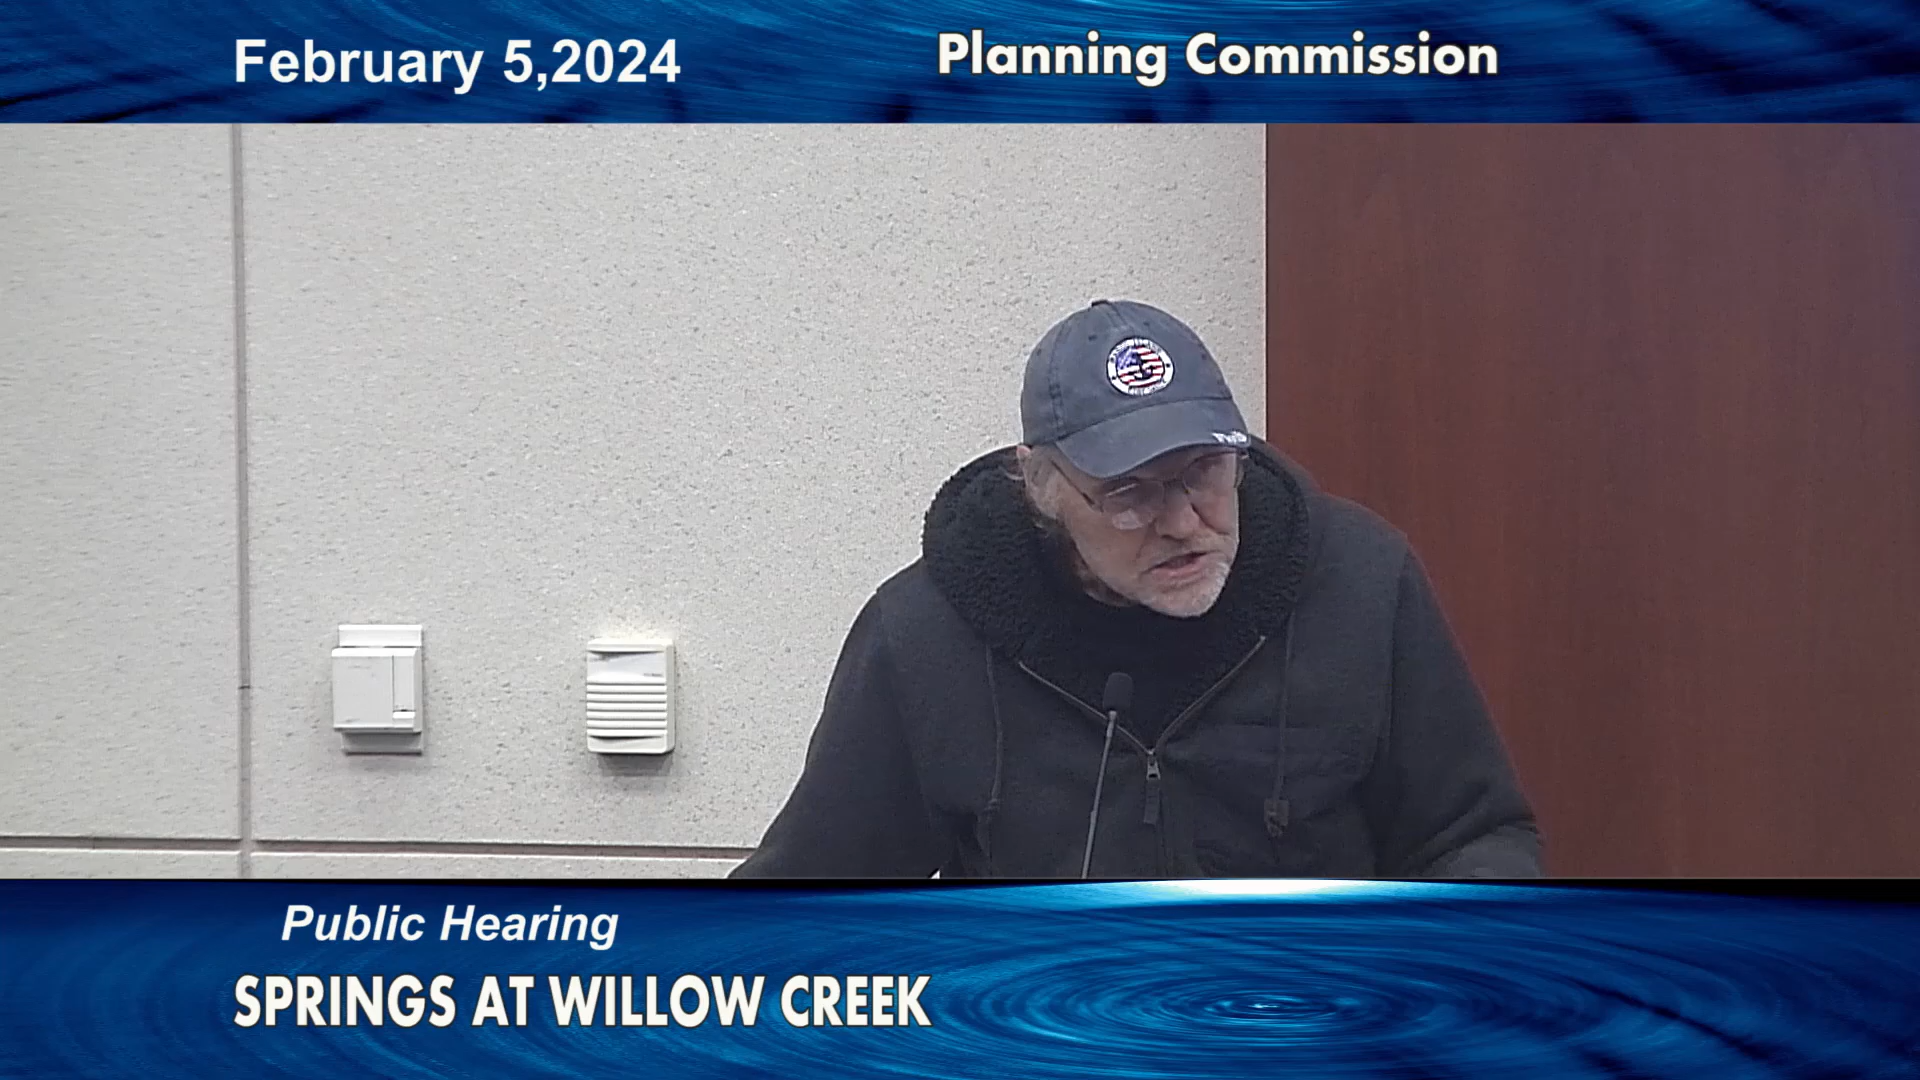 February 5,2024
Planning Commission
Public Hearing
SPRINGS AT WILLOW CREEK